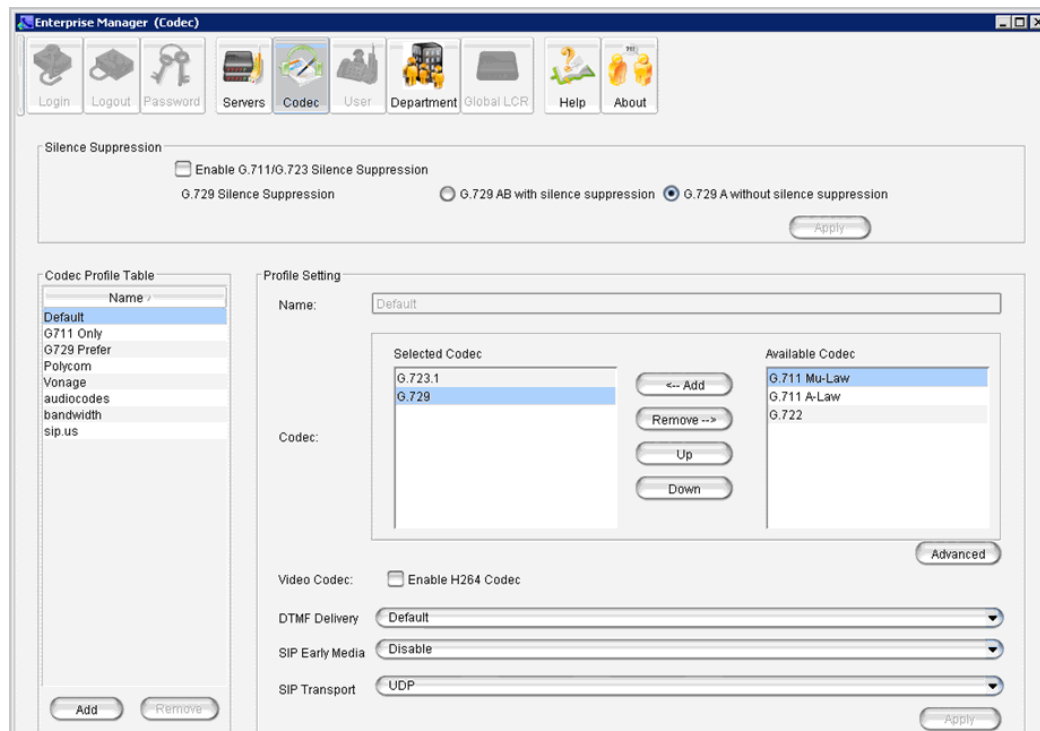 Enterprise Manager (Codec)
Login Logout Password Servers Codec User Department Global LCR Help About
Silence Suppression
Enable G.711/G.723 Silence Suppression
G.729 Silence Suppression G.729 AB with silence suppression G.729 A without silence suppression
Apply
Codec Profile Table
Name
Default
G711 Only
G729 Prefer
Polycom
Vonage
audiocodes
bandwidth
sip.us
Add Remove
Profile Setting
Name: Default
Codec:
Selected Codec
G.723.1
G.729
<-- Add
Remove -->
Up
Down
Available Codec
G.711 Mu-Law
G.711 A-Law
G.722
Advanced
Video Codec: Enable H264 Codec
DTMF Delivery Default
SIP Early Media Disable
SIP Transport UDP
Apply